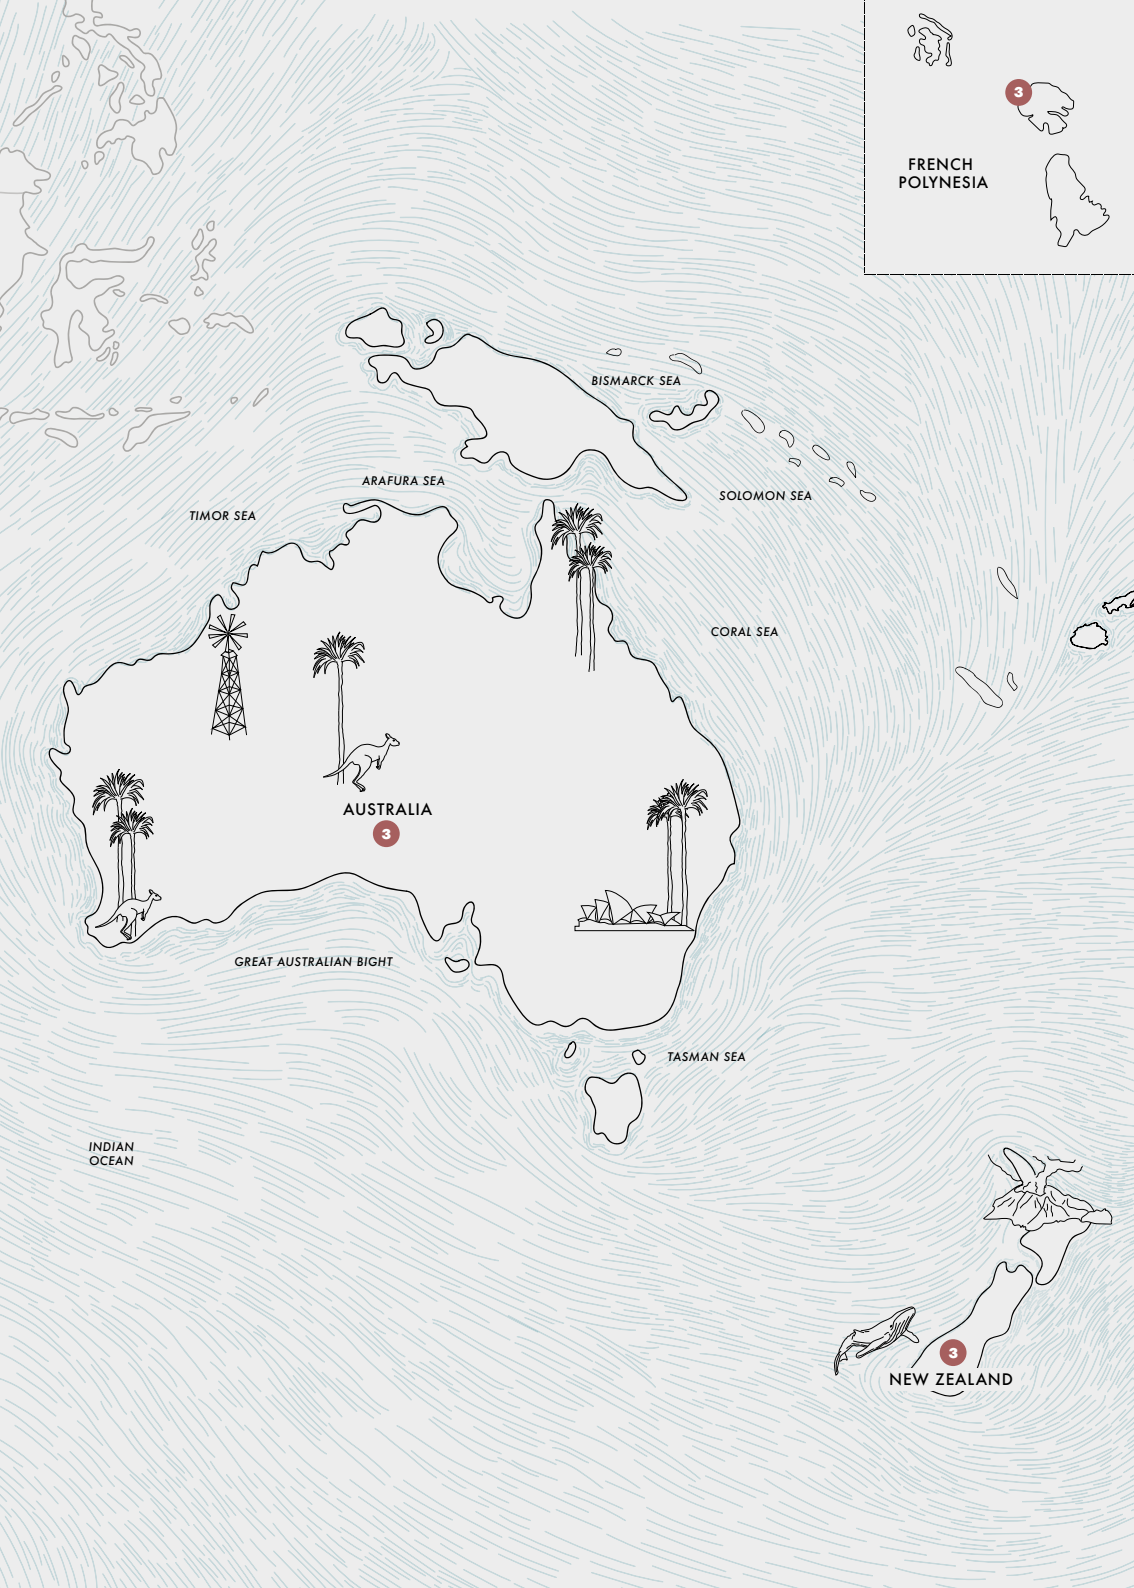 3
FRENCH
POLYNESIA
BISMARCK SEA
ARAFURA SEA
SOLOMON SEA
TIMOR SEA
CORAL SEA
AUSTRALIA
3
GREAT AUSTRALIAN BIGHT
TASMAN SEA
INDIAN
OCEAN
3
NEW ZEALAND